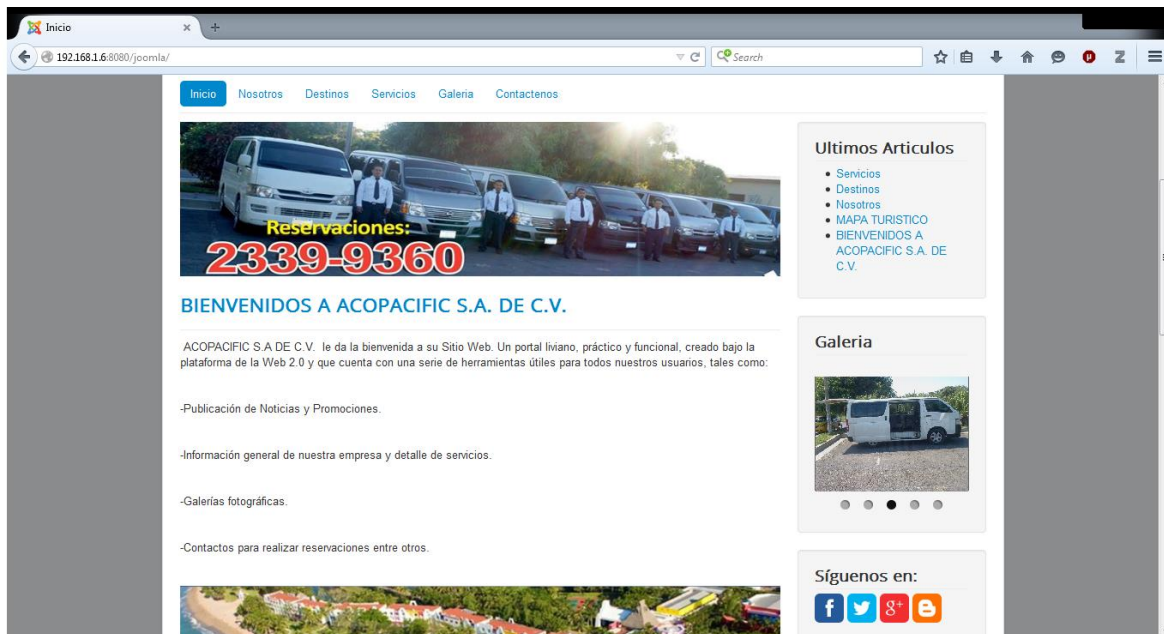 Inicio
192.168.1.6:8080/joomla/
Search
Inicio Nosotros Destinos Servicios Galeria Contactenos
Reservaciones:
2339-9360
BIENVENIDOS A ACOPACIFIC S.A. DE C.V.
ACOPACIFIC S.A DE C.V. le da la bienvenida a su Sitio Web. Un portal liviano, práctico y funcional, creado bajo la
plataforma de la Web 2.0 y que cuenta con una serie de herramientas útiles para todos nuestros usuarios, tales como:
-Publicación de Noticias y Promociones.
-Información general de nuestra empresa y detalle de servicios.
-Galerías fotográficas.
-Contactos para realizar reservaciones entre otros.
Ultimos Articulos
Servicios
Destinos
Nosotros
MAPA TURISTICO
BIENVENIDOS A
ACOPACIFIC S.A. DE
C.V.
Galeria
Síguenos en: